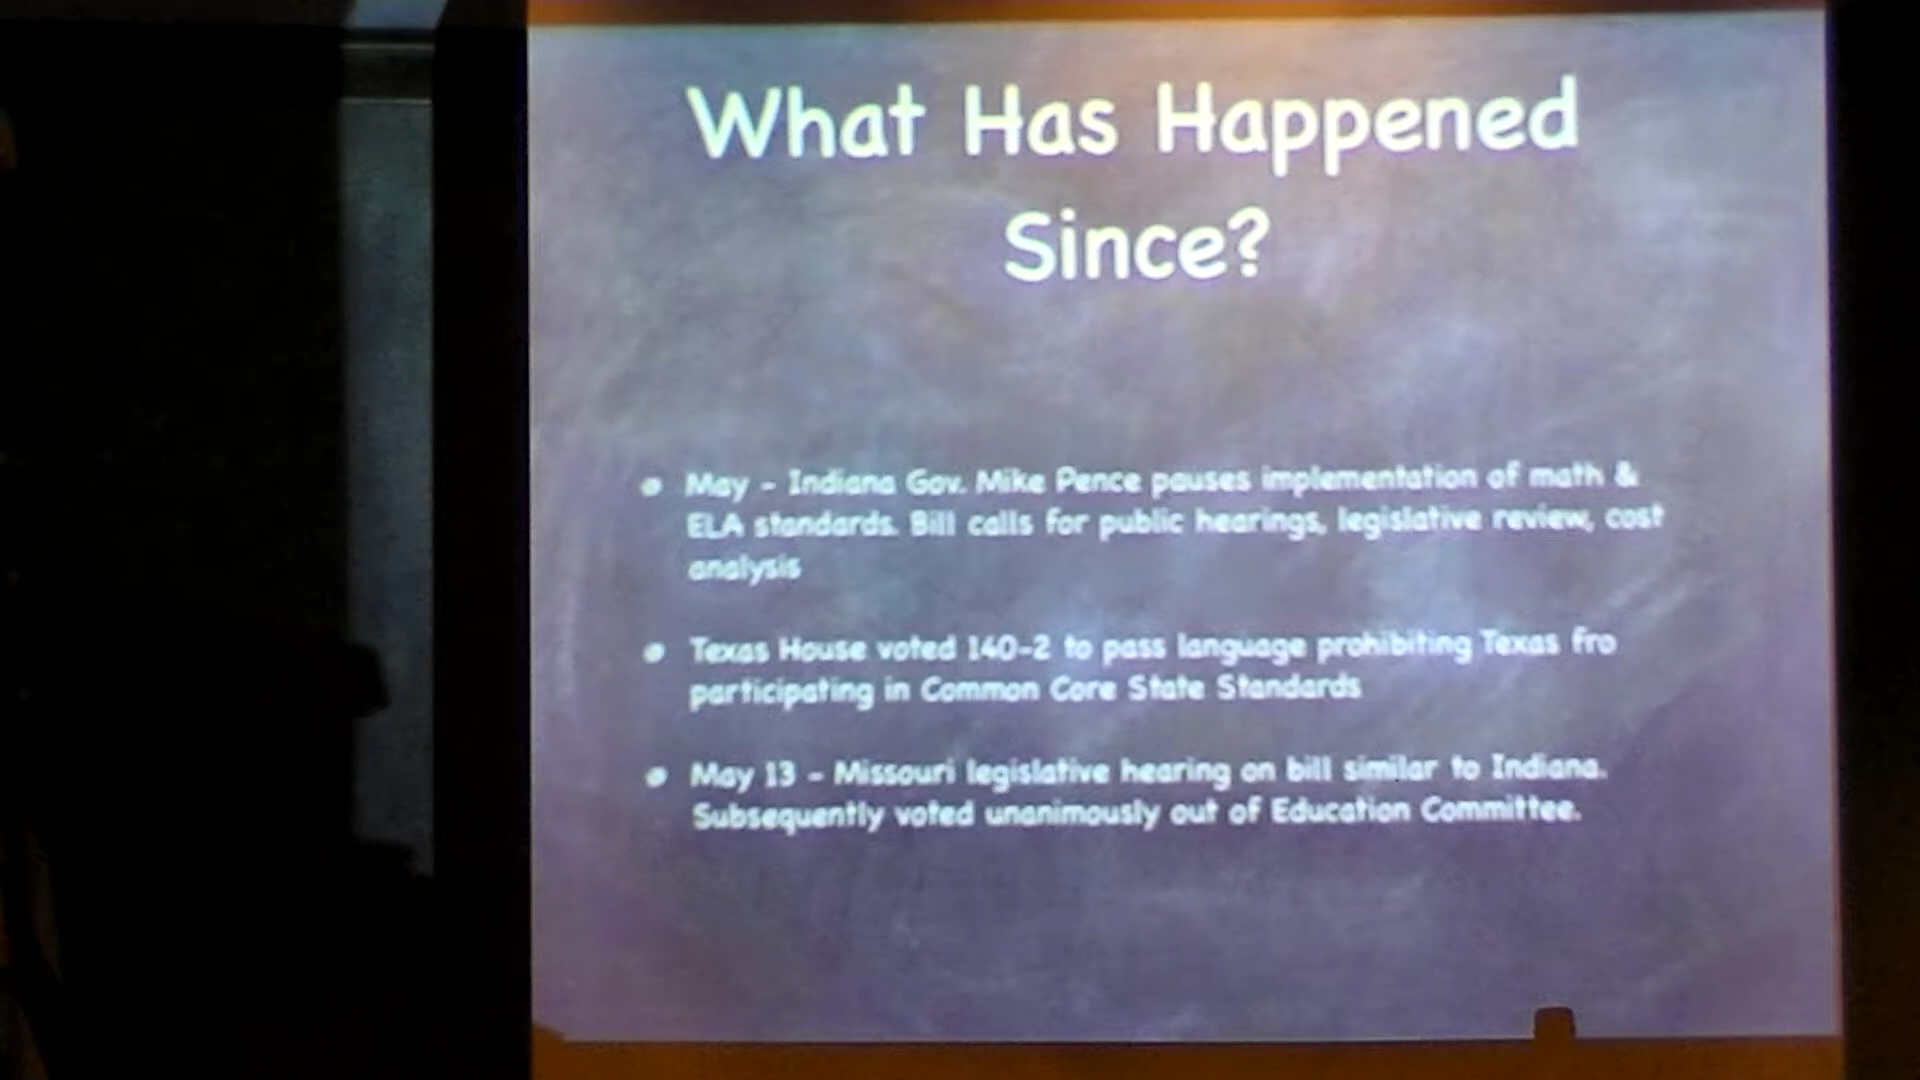 What Has Happened
Since?
• May - Indiana Gov. Mike Pence pauses implementation of math &
ELA standards. Bill calls for public hearings, legislative review, cost
analysis
• Texas House voted 140-2 to pass language prohibiting Texas fro
participating in Common Core State Standards
• May 13 - Missouri legislative hearing on bill similar to Indiana.
Subsequently voted unanimously out of Education Committee.